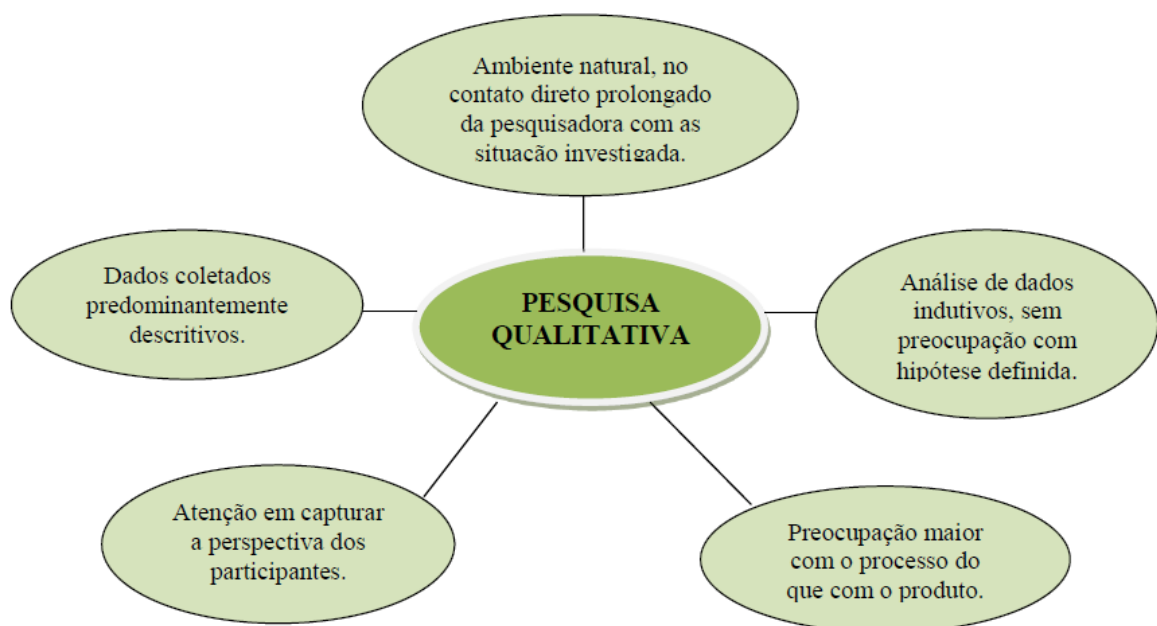 Ambiente natural, no
contato direto prolongado
da pesquisadora com as
situação investigada.
Dados coletados
predominantemente
descritivos.
PESQUISA
QUALITATIVA
Análise de dados
indutivos, sem
preocupação com
hipótese definida.
Atenção em capturar
a perspectiva dos
participantes.
Preocupação maior
com o processo do
que com o produto.